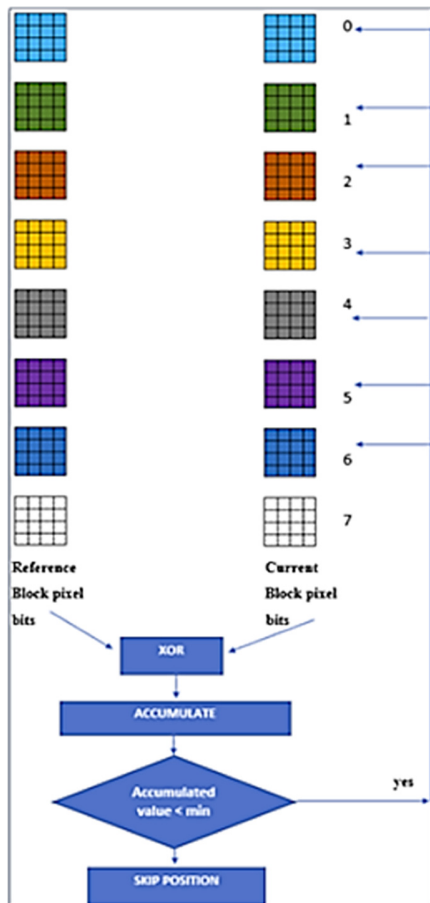 0
1
2
3
4
5
6
7
Reference
Block pixel
bits
Current
Block pixel
bits
XOR
ACCUMULATE
Accumulated
value < min
yes
SKIP POSITION